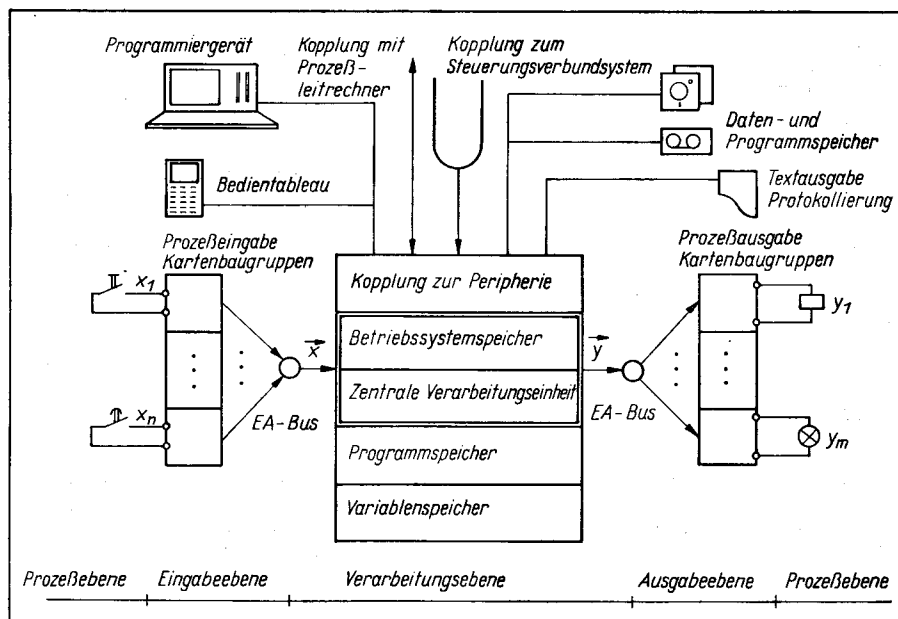 Programmiergerät
Kopplung mit
Prozeß-
leitrechner
Kopplung zum
Steuerungsverbundsystem
Daten- und
Programmspeicher
Bedientableau
Textausgabe
Protokollierung
Prozeßeingabe
Kartenbaugruppen
Prozeßausgabe
Kartenbaugruppen
x1
xn
EA-Bus
x
Kopplung zur Peripherie
Betriebssystemspeicher
Zentrale Verarbeitungseinheit
Programmspeicher
Variablenspeicher
y
EA-Bus
y1
ym
Prozeßebene
Eingabeebene
Verarbeitungsebene
Ausgabeebene
Prozeßebene